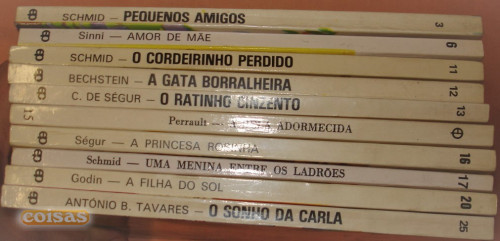 SCHMID — PEQUENOS AMIGOS 3
Sinni — AMOR DE MÃE 6
SCHMID — O CORDEIRINHO PERDIDO 11
BECHSTEIN — A GATA BORRALHEIRA 12
C. DE SÉGUR — O RATINHO CINZENTO 13
15 Perrault — A BELA ADORMECIDA
Ségur — A PRINCESA ROSINHA 16
Schmid — UMA MENINA ENTRE OS LADRÕES 17
Godin — A FILHA DO SOL 20
ANTÓNIO B. TAVARES — O SONHO DA CARLA 25
coisas